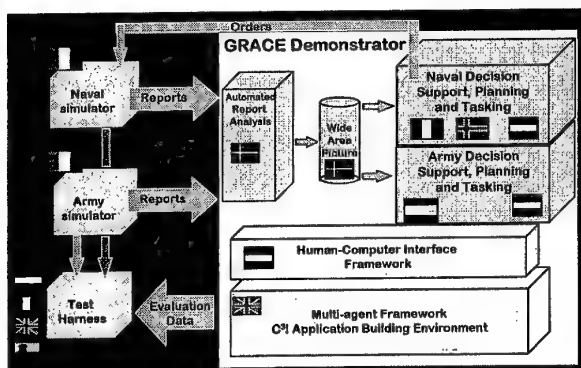 Orders
GRACE Demonstrator
Naval
simulator
Reports
Automated
Report
Analysis
Wide
Area
Picture
Naval Decision
Support, Planning
and Tasking
Army Decision
Support, Planning
and Tasking
Army
simulator
Reports
Human-Computer Interface
Framework
Test
Harness
Evaluation
Data
Multi-agent Framework
C³I Application Building Environment